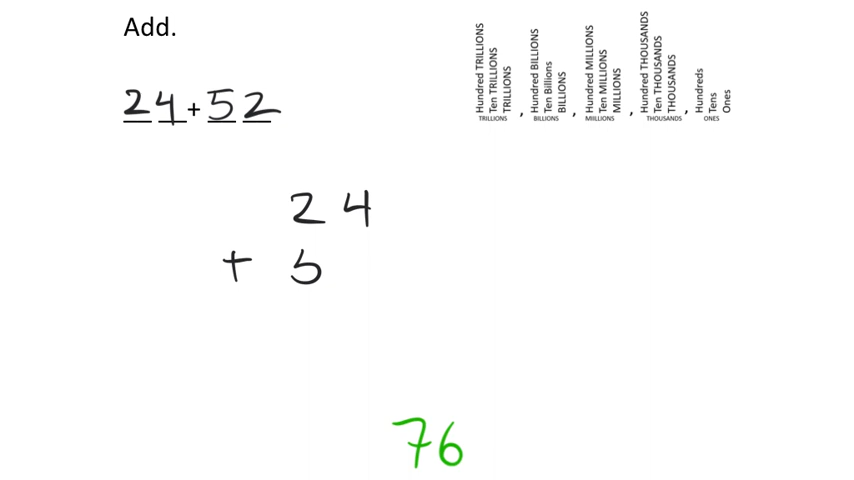 Add.
24+52
24
+ 5
76
Hundred TRILLIONS
Ten TRILLIONS
TRILLIONS
TRILLIONS
,
Hundred BILLIONS
Ten Billions
BILLIONS
BILLIONS
,
Hundred MILLIONS
Ten MILLIONS
MILLIONS
MIILLIONS
,
Hundred THOUSANDS
Ten THOUSANDS
THOUSANDS
THOUSANDS
,
Hundreds
Tens
Ones
ONES